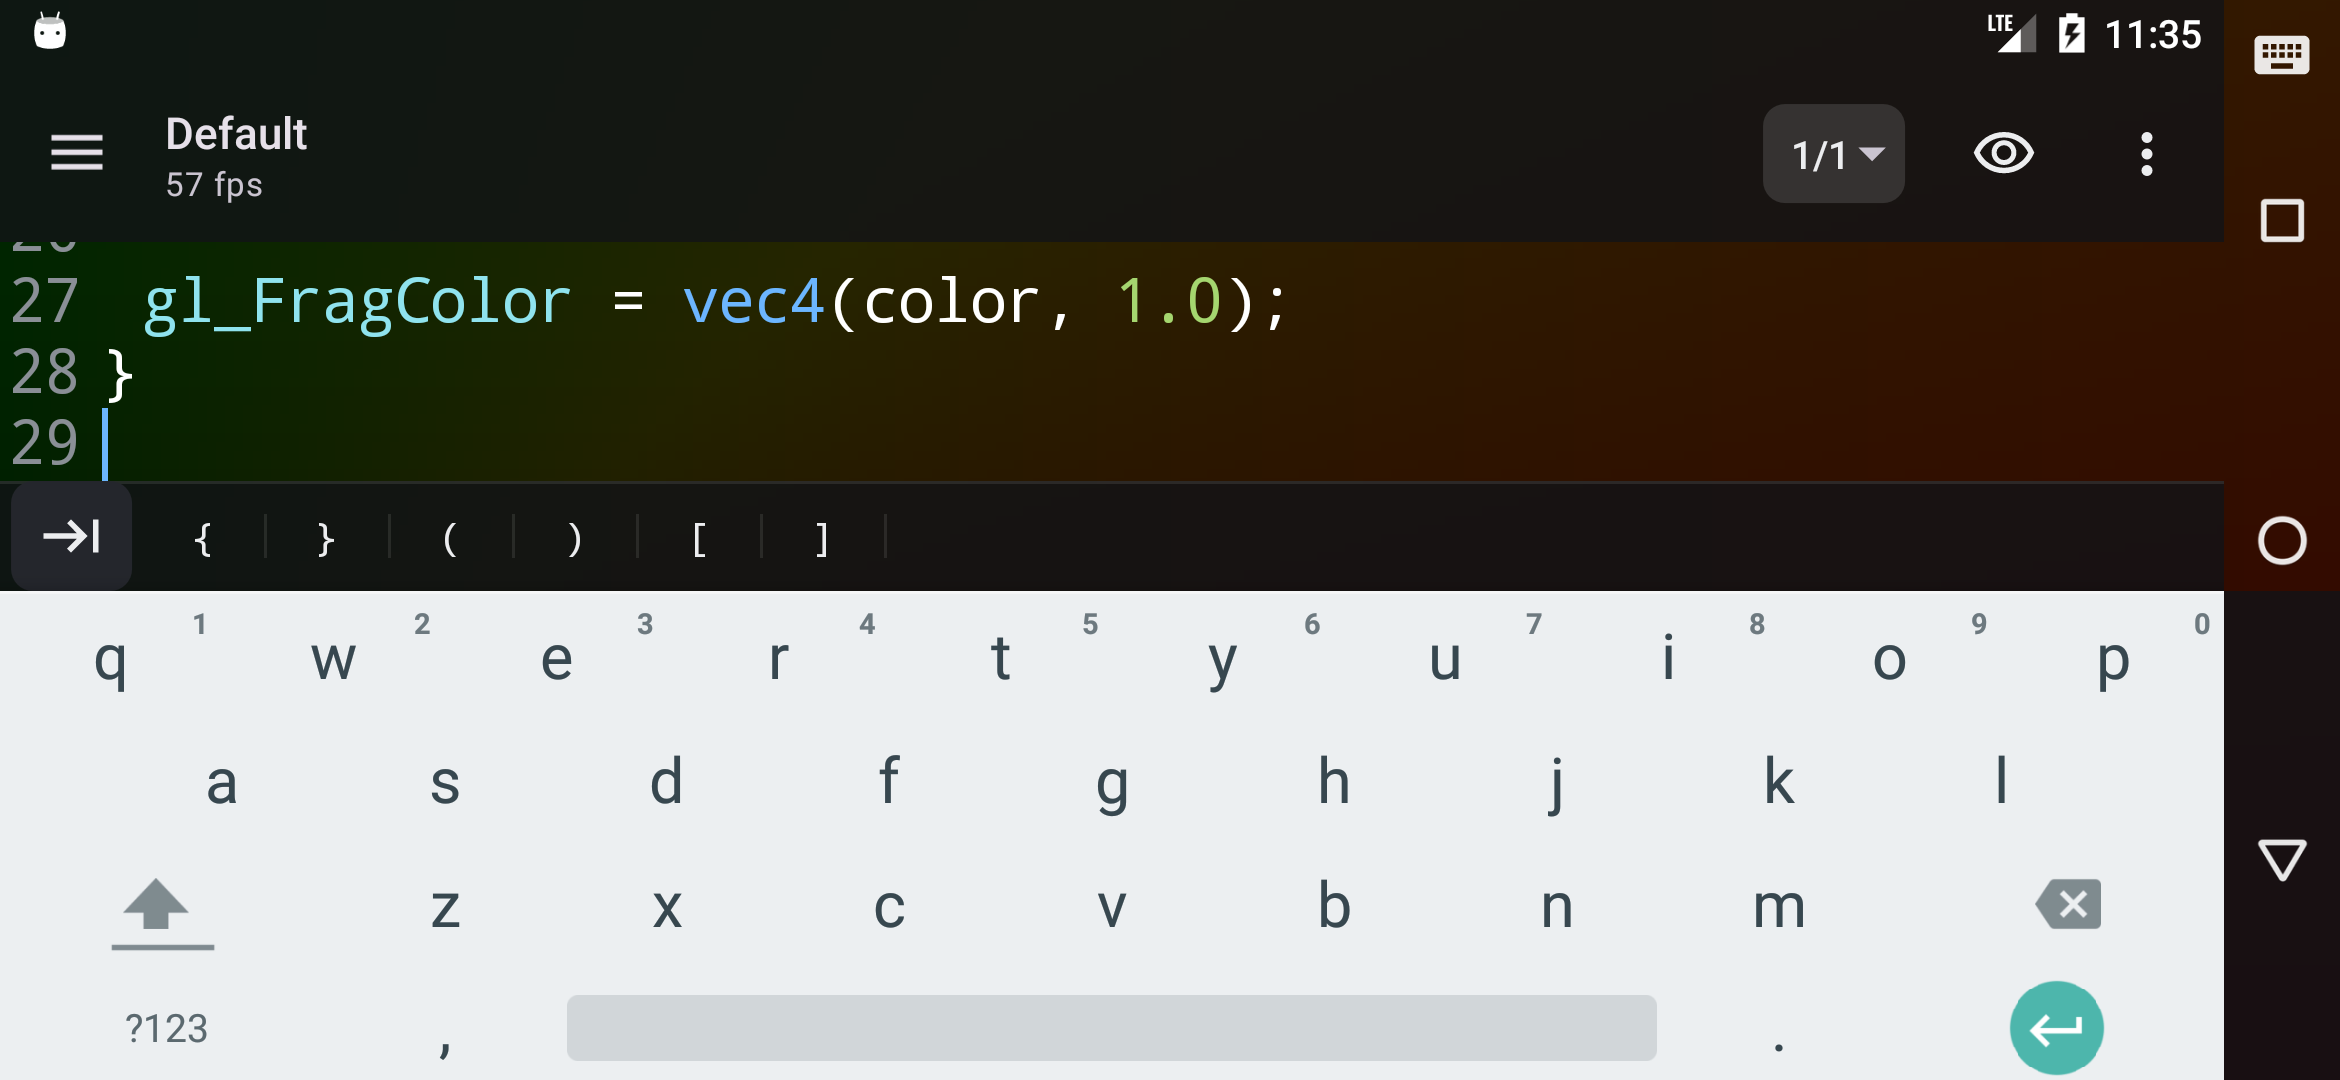 LTE 11:35
Default
57 fps
1/1
27 gl_FragColor = vec4(color, 1.0);
28 }
29
{ } ( ) [ ]
1 2 3 4 5 6 7 8 9 0
q w e r t y u i o p
a s d f g h j k l
z x c v b n m
?123 , .